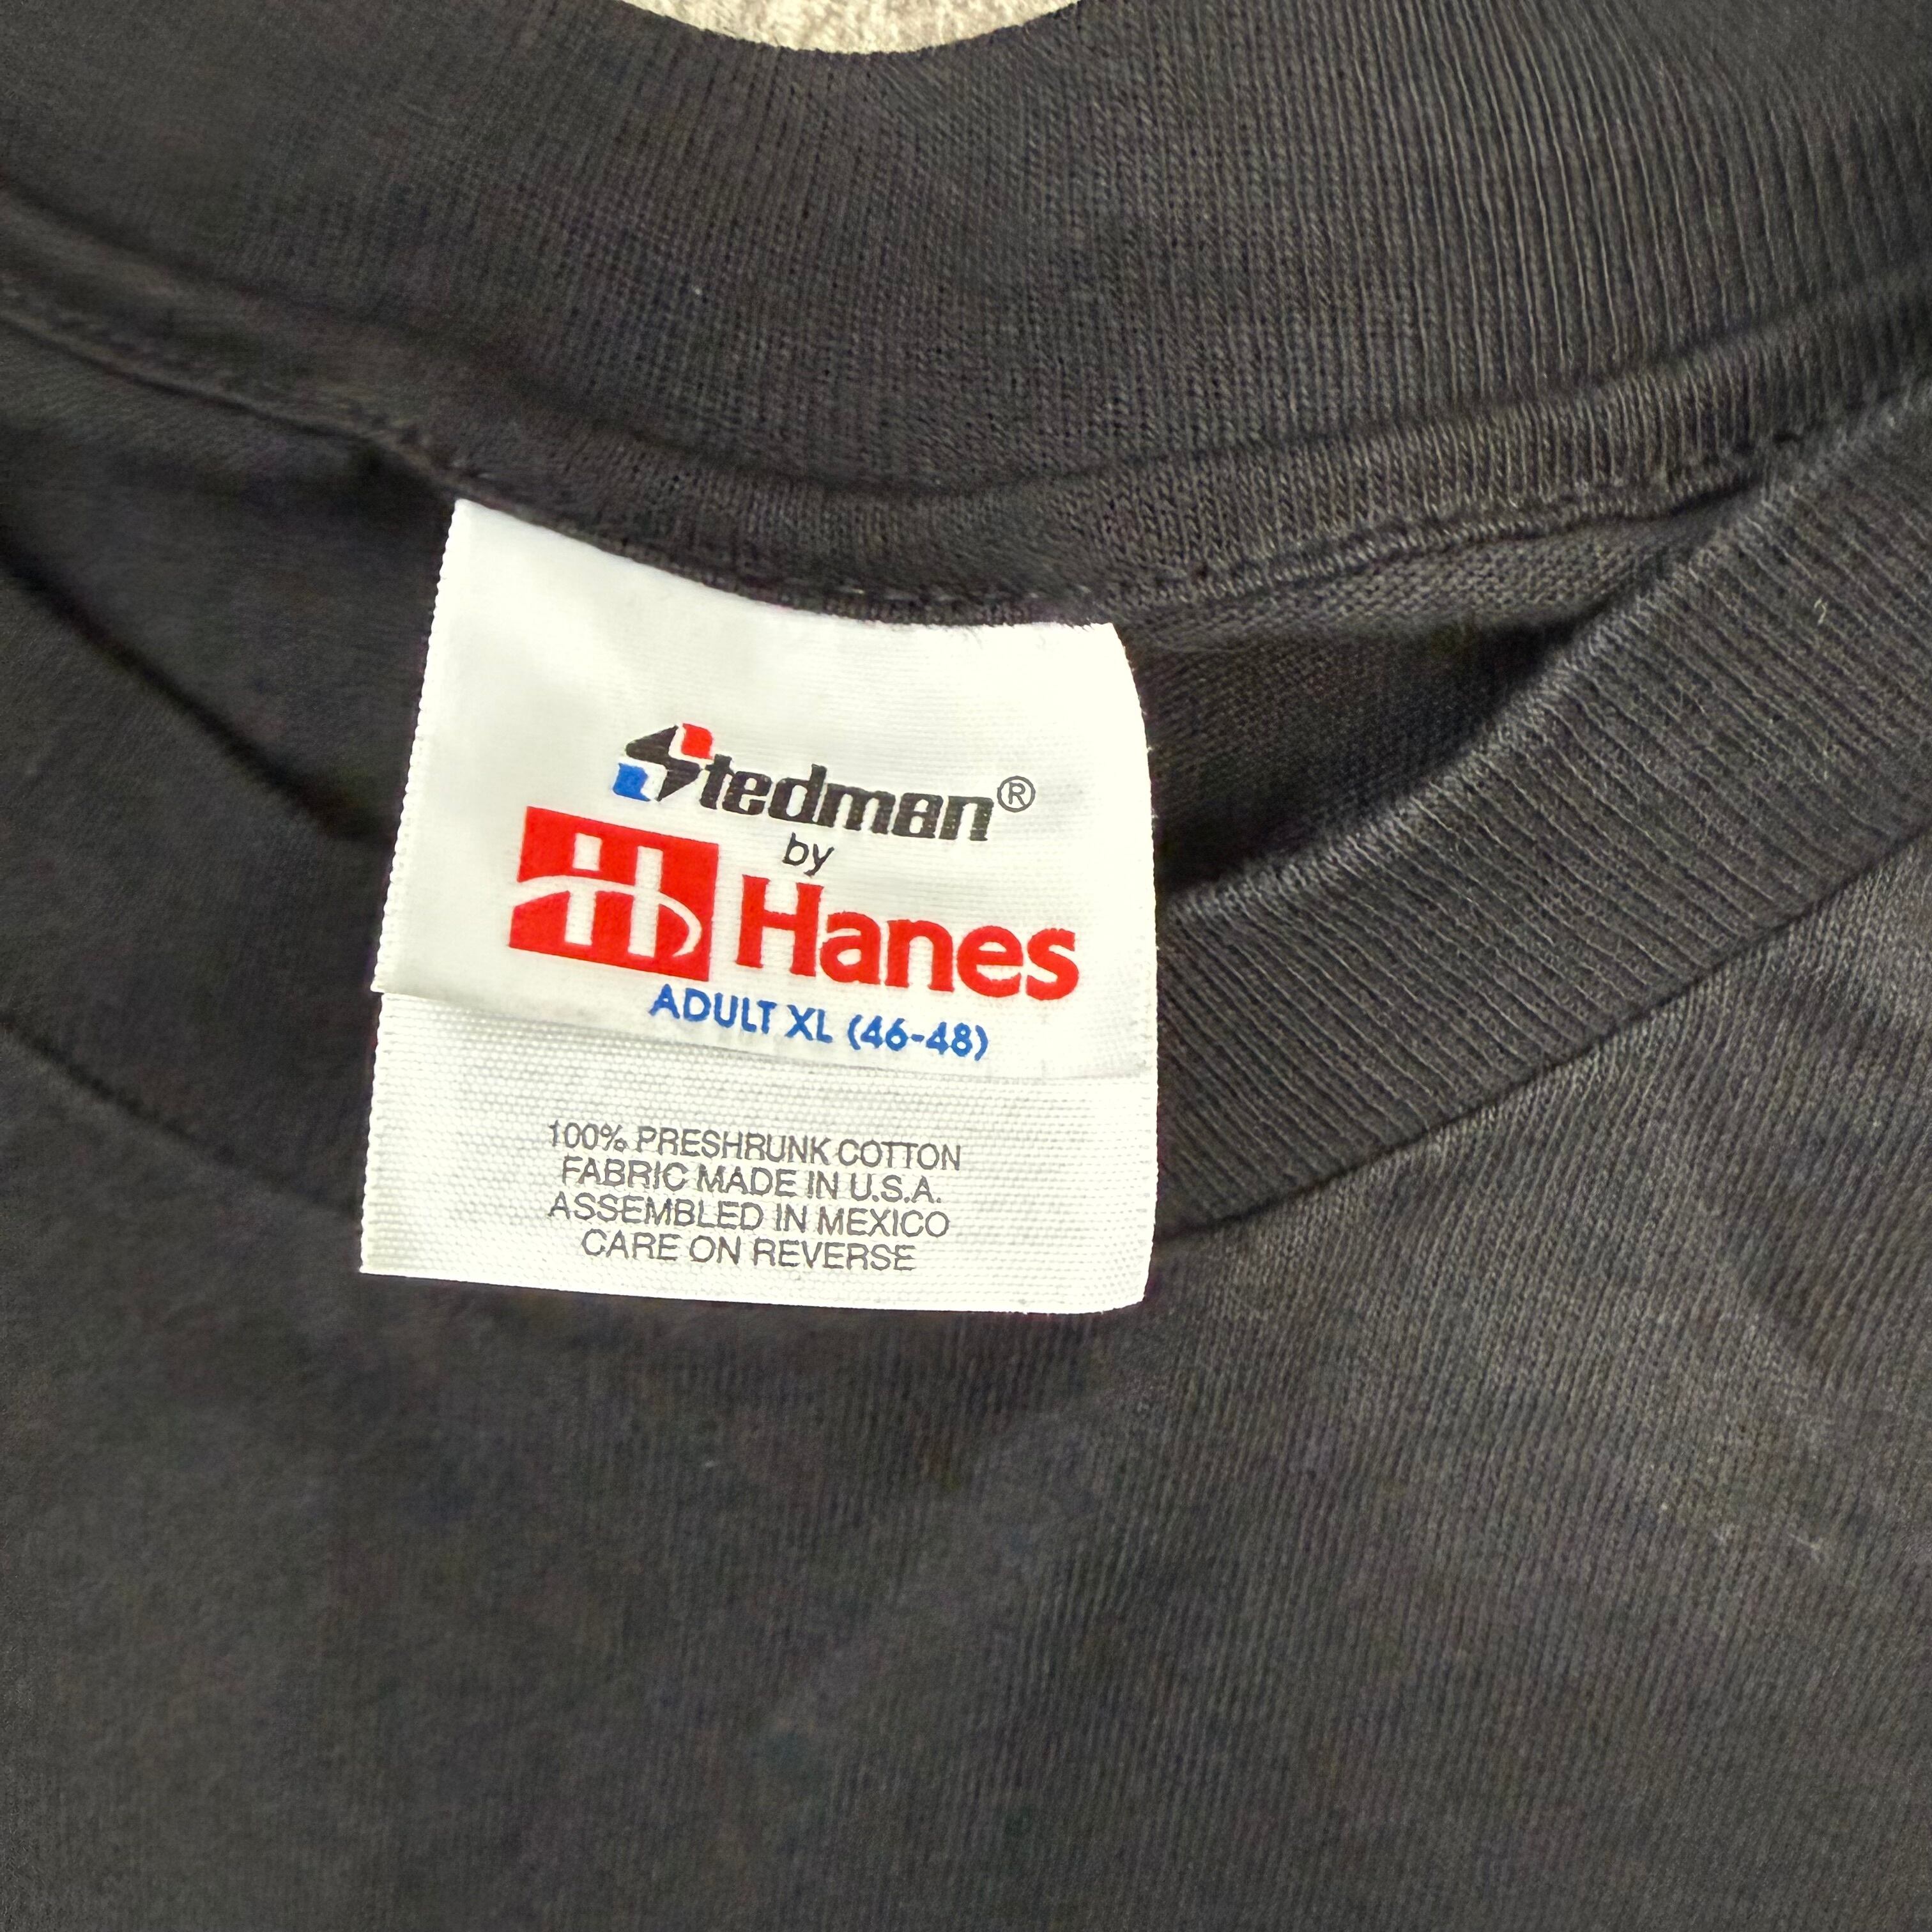 Stedman®
by
H Hanes
ADULT XL (46-48)
100% PRESHRUNK COTTON
FABRIC MADE IN U.S.A.
ASSEMBLED IN MEXICO
CARE ON REVERSE